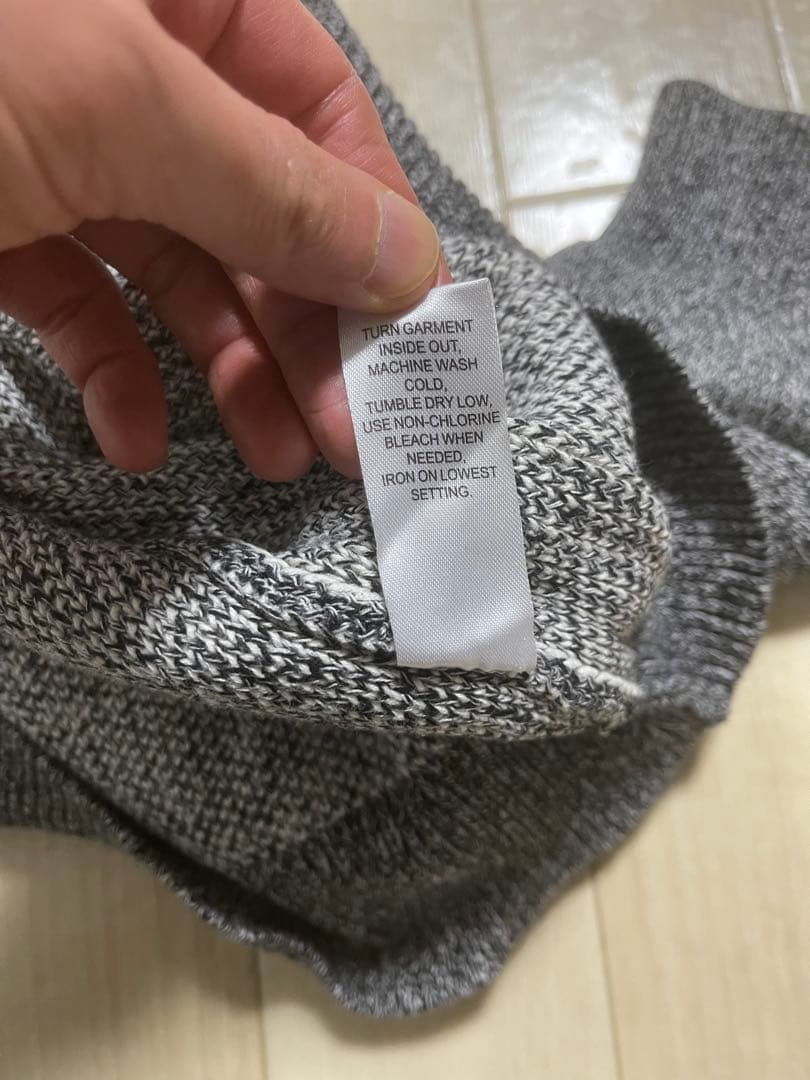 TURN GARMENT
INSIDE OUT,
MACHINE WASH
COLD,
TUMBLE DRY LOW,
USE NON-CHLORINE
BLEACH WHEN
NEEDED,
IRON ON LOWEST
SETTING.